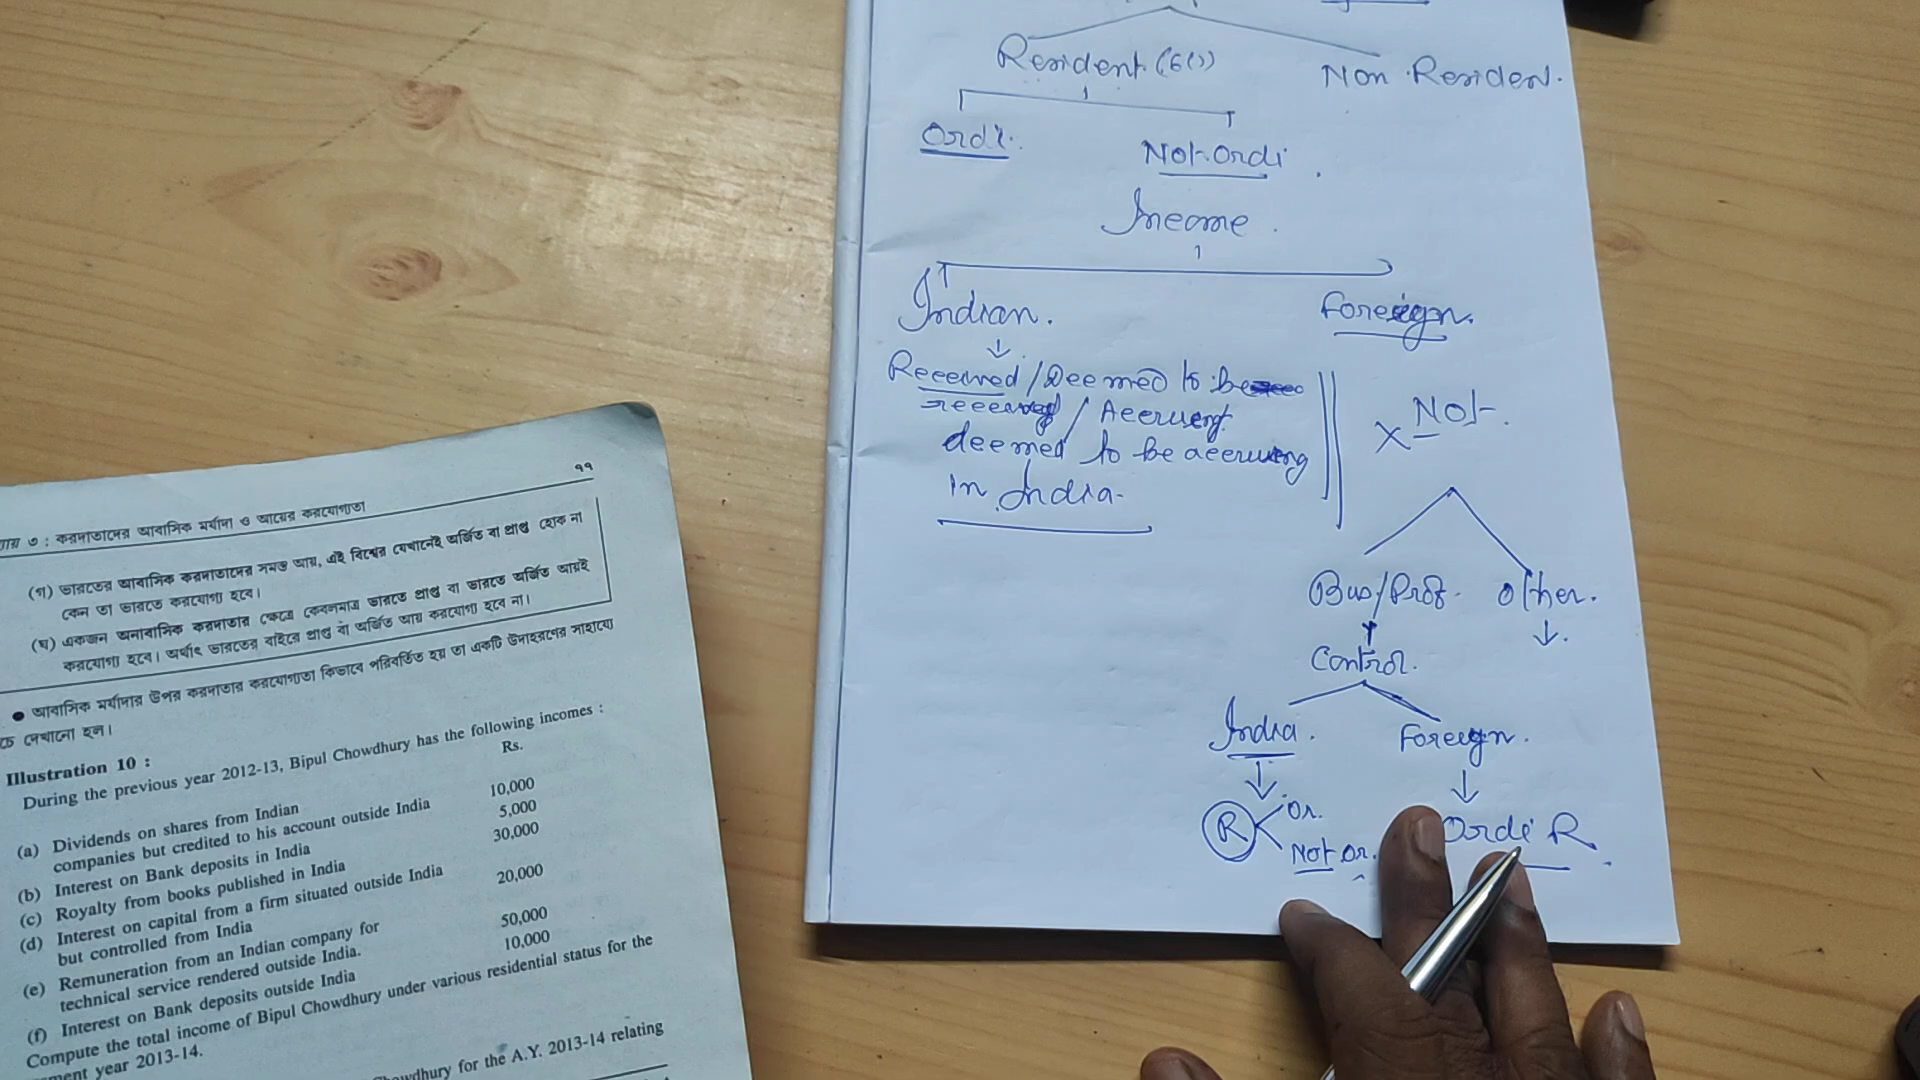 Resident (6(1))
Non Residen.
Ordi.
Not-Ordi
Income
Indian.
Foreign.
Received / Deemed to be
received / Accruent
deemed to be accruing
in India-
x Not-
Bus/Prof.
Other.
Control.
India.
Foreign.
R
Or.
Not Or.
Ordi R
৭৭
৩ : করদাতাদের আবাসিক মর্যাদা ও আয়ের করযোগ্যতা
(গ) ভারতের আবাসিক করদাতাদের সমস্ত আয়, এই বিশ্বের যেখানেই অর্জিত বা প্রাপ্ত হোক না
কেন তা ভারতে করযোগ্য হবে।
(ঘ) একজন অনাবাসিক করদাতার ক্ষেত্রে কেবলমাত্র ভারতে প্রাপ্ত বা ভারতে অর্জিত আয়ই
করযোগ্য হবে। অর্থাৎ ভারতের বাইরে প্রাপ্ত বা অর্জিত আয় করযোগ্য হবে না।
● আবাসিক মর্যাদার উপর করদাতার করযোগ্যতা কিভাবে পরিবর্তিত হয় তা একটি উদাহরণের সাহায্যে
দেখানো হল।
Illustration 10 :
During the previous year 2012-13, Bipul Chowdhury has the following incomes :
Rs.
(a) Dividends on shares from Indian
companies but credited to his account outside India 10,000
(b) Interest on Bank deposits in India 5,000
(c) Royalty from books published in India 30,000
(d) Interest on capital from a firm situated outside India
but controlled from India 20,000
(e) Remuneration from an Indian company for
technical service rendered outside India. 50,000
(f) Interest on Bank deposits outside India 10,000
Compute the total income of Bipul Chowdhury under various residential status for the
year 2013-14.
for the A.Y. 2013-14 relating